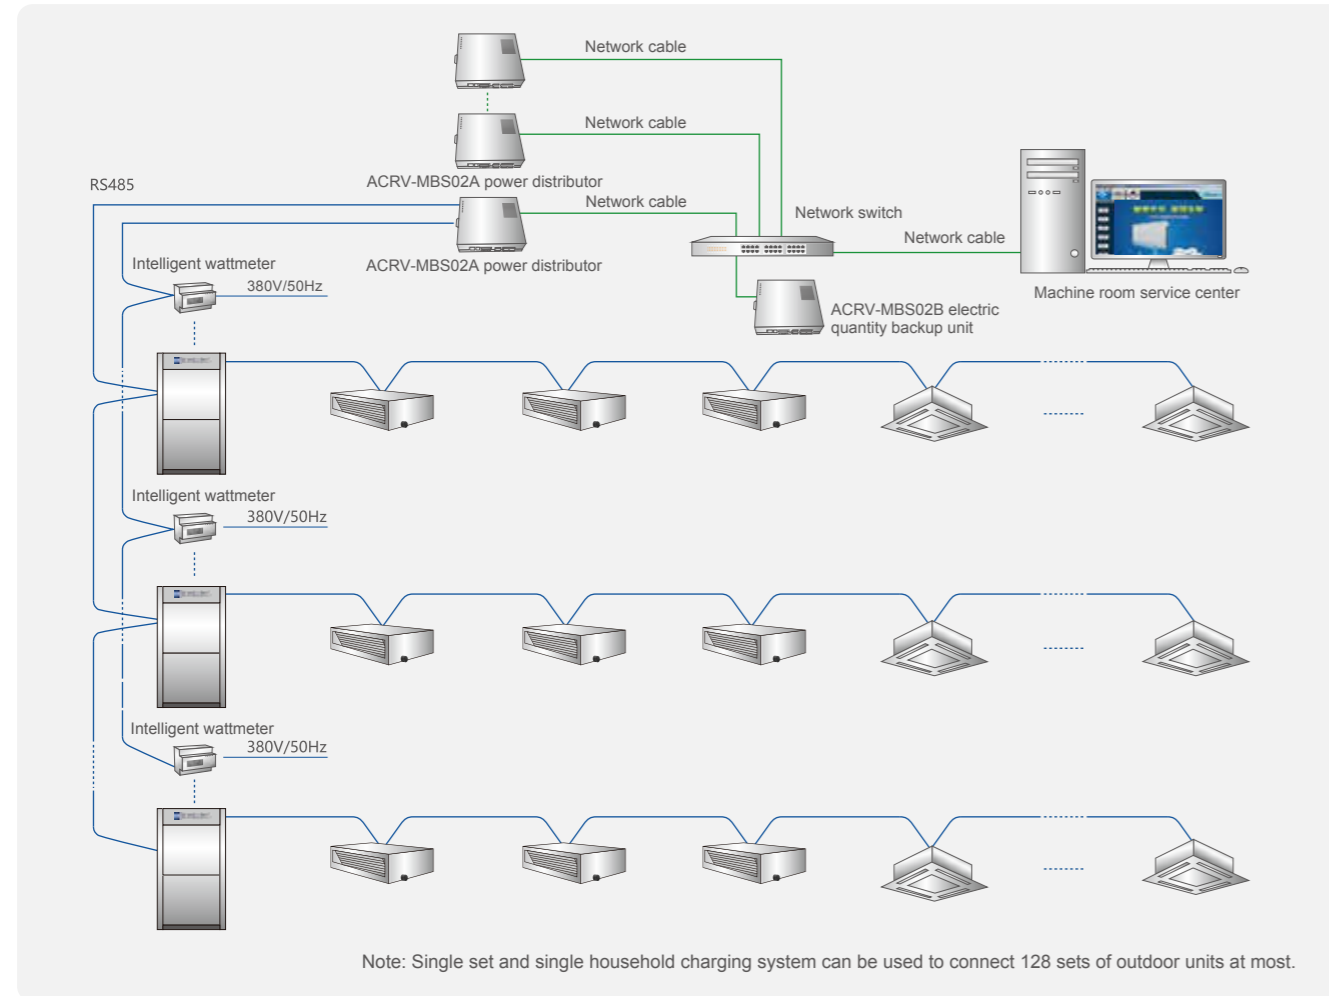 Network cable
Network cable
ACRV-MBS02A power distributor
RS485
Network cable
Network switch
Network cable
ACRV-MBS02A power distributor
Intelligent wattmeter
380V/50Hz
Machine room service center
ACRV-MBS02B electric
quantity backup unit
Intelligent wattmeter
380V/50Hz
Intelligent wattmeter
380V/50Hz
Note: Single set and single household charging system can be used to connect 128 sets of outdoor units at most.